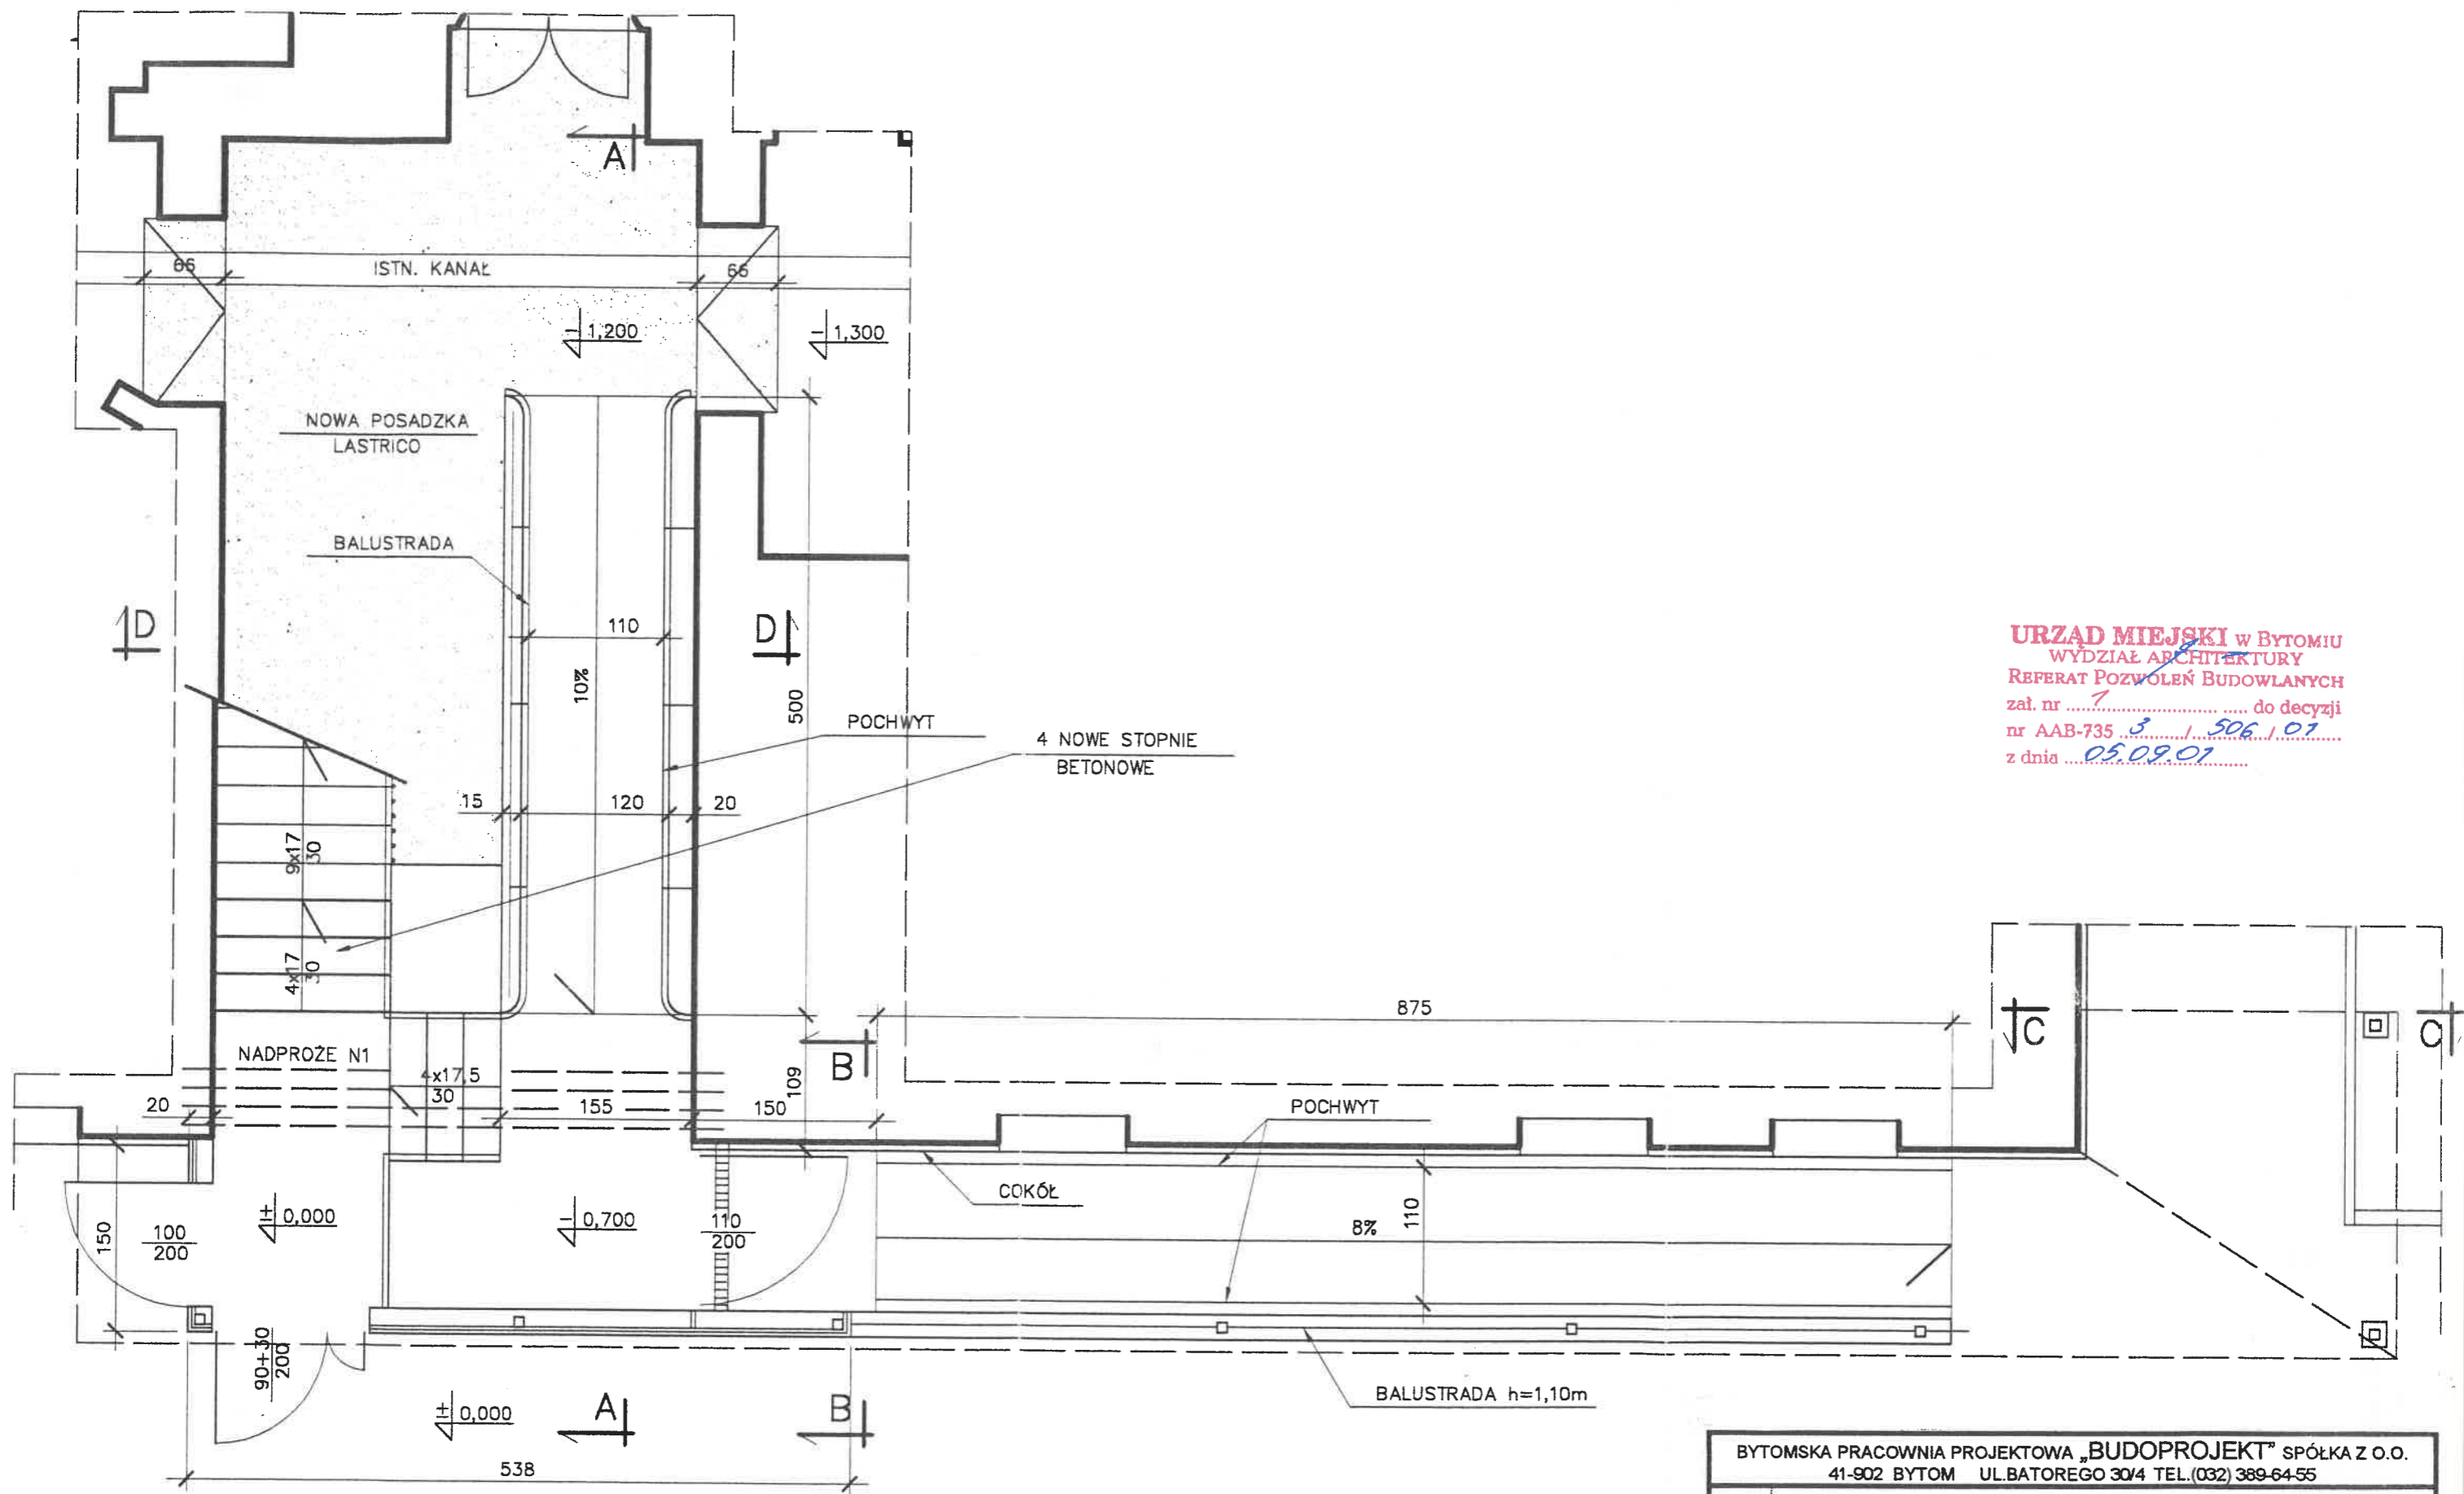 A
66
ISTN. KANAŁ
66
- 1,200
- 1,300
NOWA POSADZKA
LASTRICO
BALUSTRADA
D
110
D
10%
500
POCHWYT
4 NOWE STOPNIE
BETONOWE
15
120
20
9x17
30
4x17
30
URZĄD MIEJSKI W BYTOMIU
WYDZIAŁ ARCHITEKTURY
REFERAT POZWOLEŃ BUDOWLANYCH
zał. nr 1 do decyzji
nr AAB-735 3 / 506 / 01
z dnia 05.09.01
875
C
C
NADPROŻE N1
B
109
4x17,5
30
20
155
150
POCHWYT
COKÓŁ
150
100
200
± 0,000
- 0,700
110
200
8%
110
90+30
200
± 0,000
A
B
BALUSTRADA h=1,10m
538
BYTOMSKA PRACOWNIA PROJEKTOWA „BUDOPROJEKT" SPÓŁKA Z O.O.
41-902 BYTOM UL.BATOREGO 30/4 TEL.(032) 389-64-55